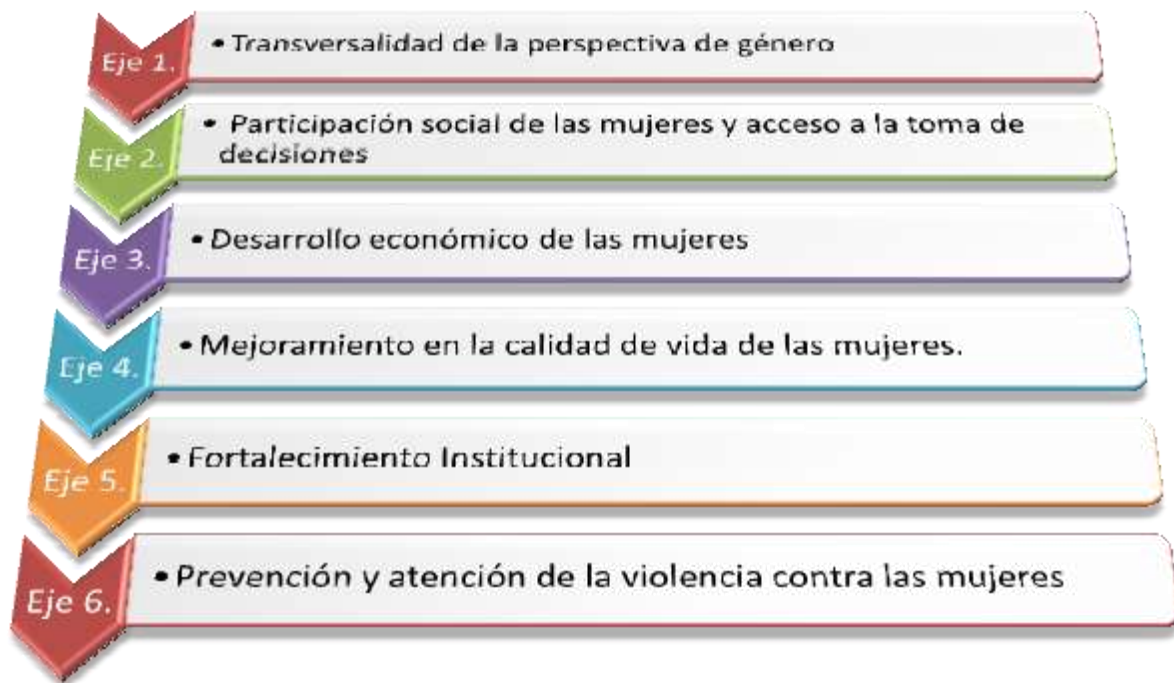 Eje 1.
• Transversalidad de la perspectiva de género
Eje 2.
• Participación social de las mujeres y acceso a la toma de
decisiones
Eje 3.
• Desarrollo económico de las mujeres
Eje 4.
• Mejoramiento en la calidad de vida de las mujeres.
Eje 5.
• Fortalecimiento Institucional
Eje 6.
• Prevención y atención de la violencia contra las mujeres